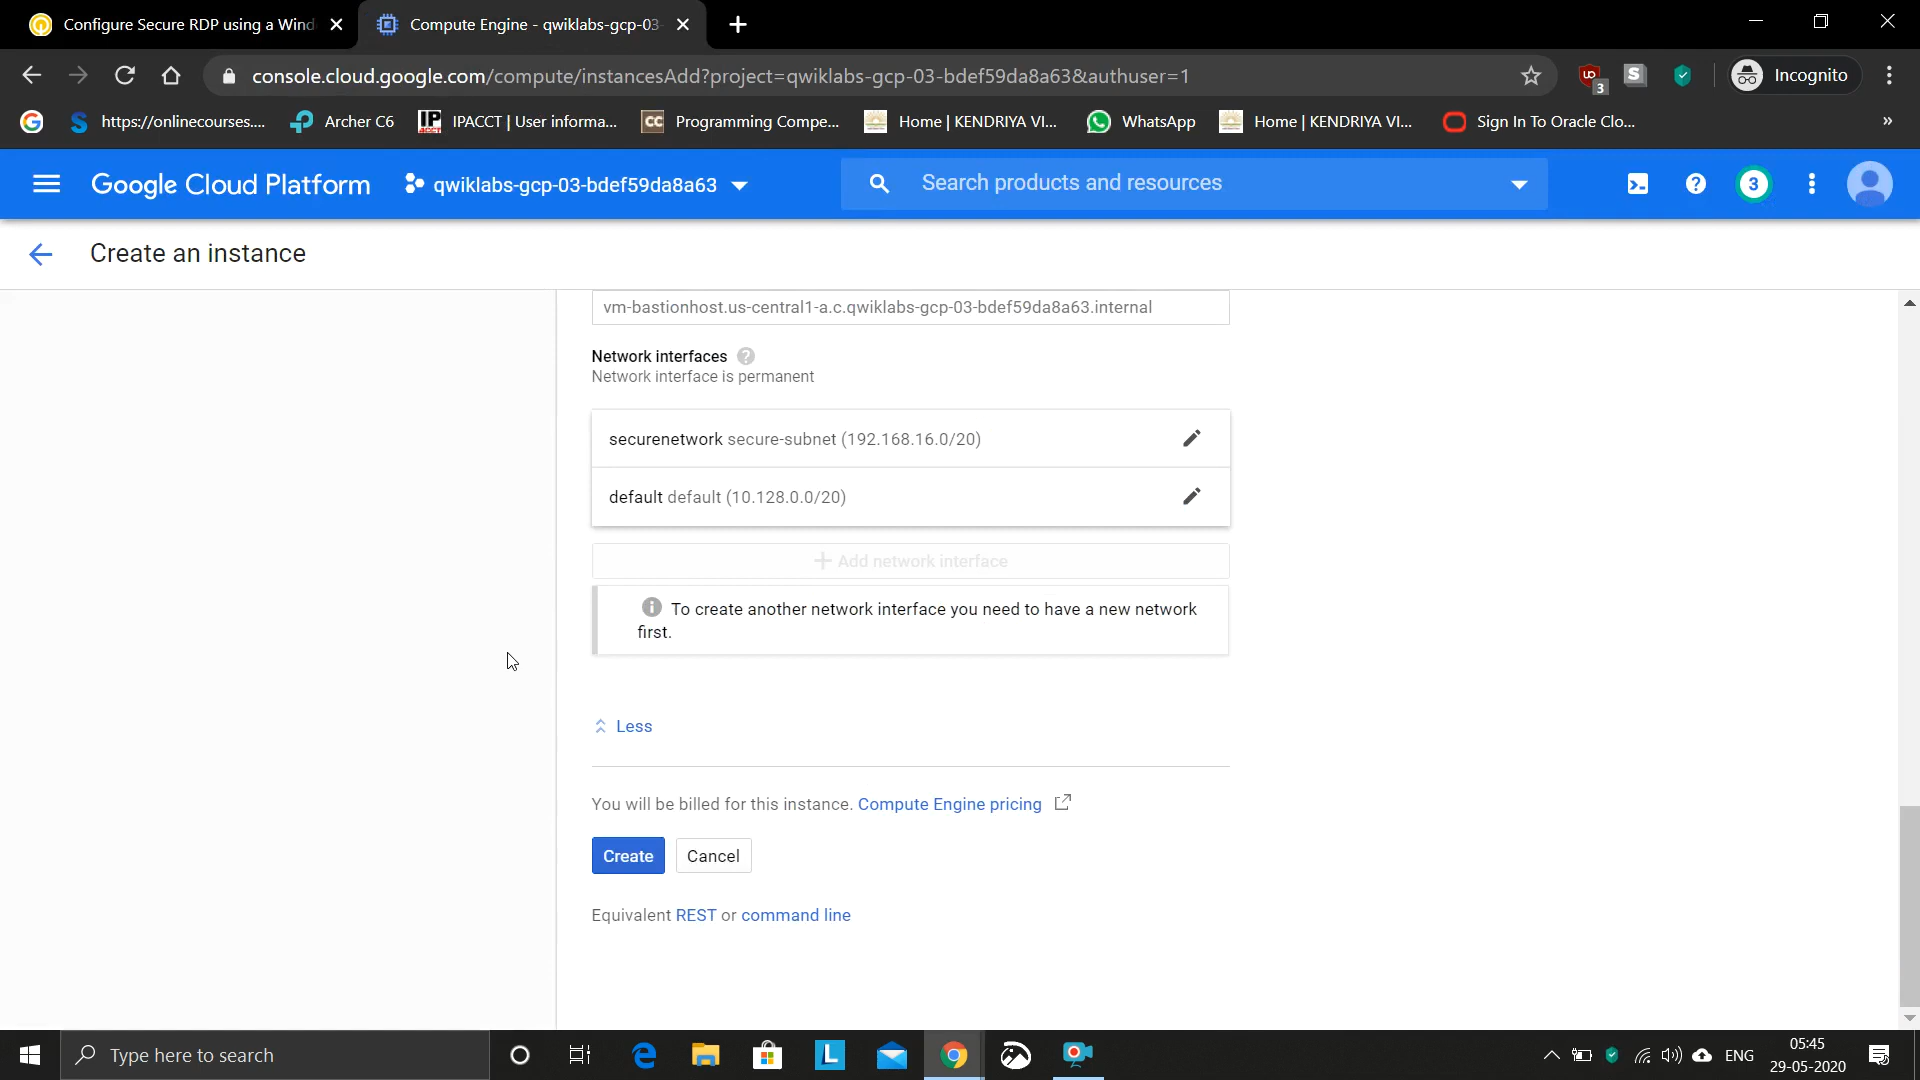 Configure Secure RDP using a Wind
Compute Engine - qwiklabs-gcp-03-
console.cloud.google.com/compute/instancesAdd?project=qwiklabs-gcp-03-bdef59da8a63&authuser=1
3
S
Incognito
https://onlinecourses....
Archer C6
IPACCT | User informa...
CC
Programming Compe...
Home | KENDRIYA VI...
WhatsApp
Home | KENDRIYA VI...
Sign In To Oracle Clo...
»
Google Cloud Platform
qwiklabs-gcp-03-bdef59da8a63
Search products and resources
3
Create an instance
vm-bastionhost.us-central1-a.c.qwiklabs-gcp-03-bdef59da8a63.internal
Network interfaces
Network interface is permanent
securenetwork secure-subnet (192.168.16.0/20)
default default (10.128.0.0/20)
Add network interface
To create another network interface you need to have a new network
first.
Less
You will be billed for this instance. Compute Engine pricing
Create
Cancel
Equivalent REST or command line
Type here to search
L
ENG
05:45
29-05-2020